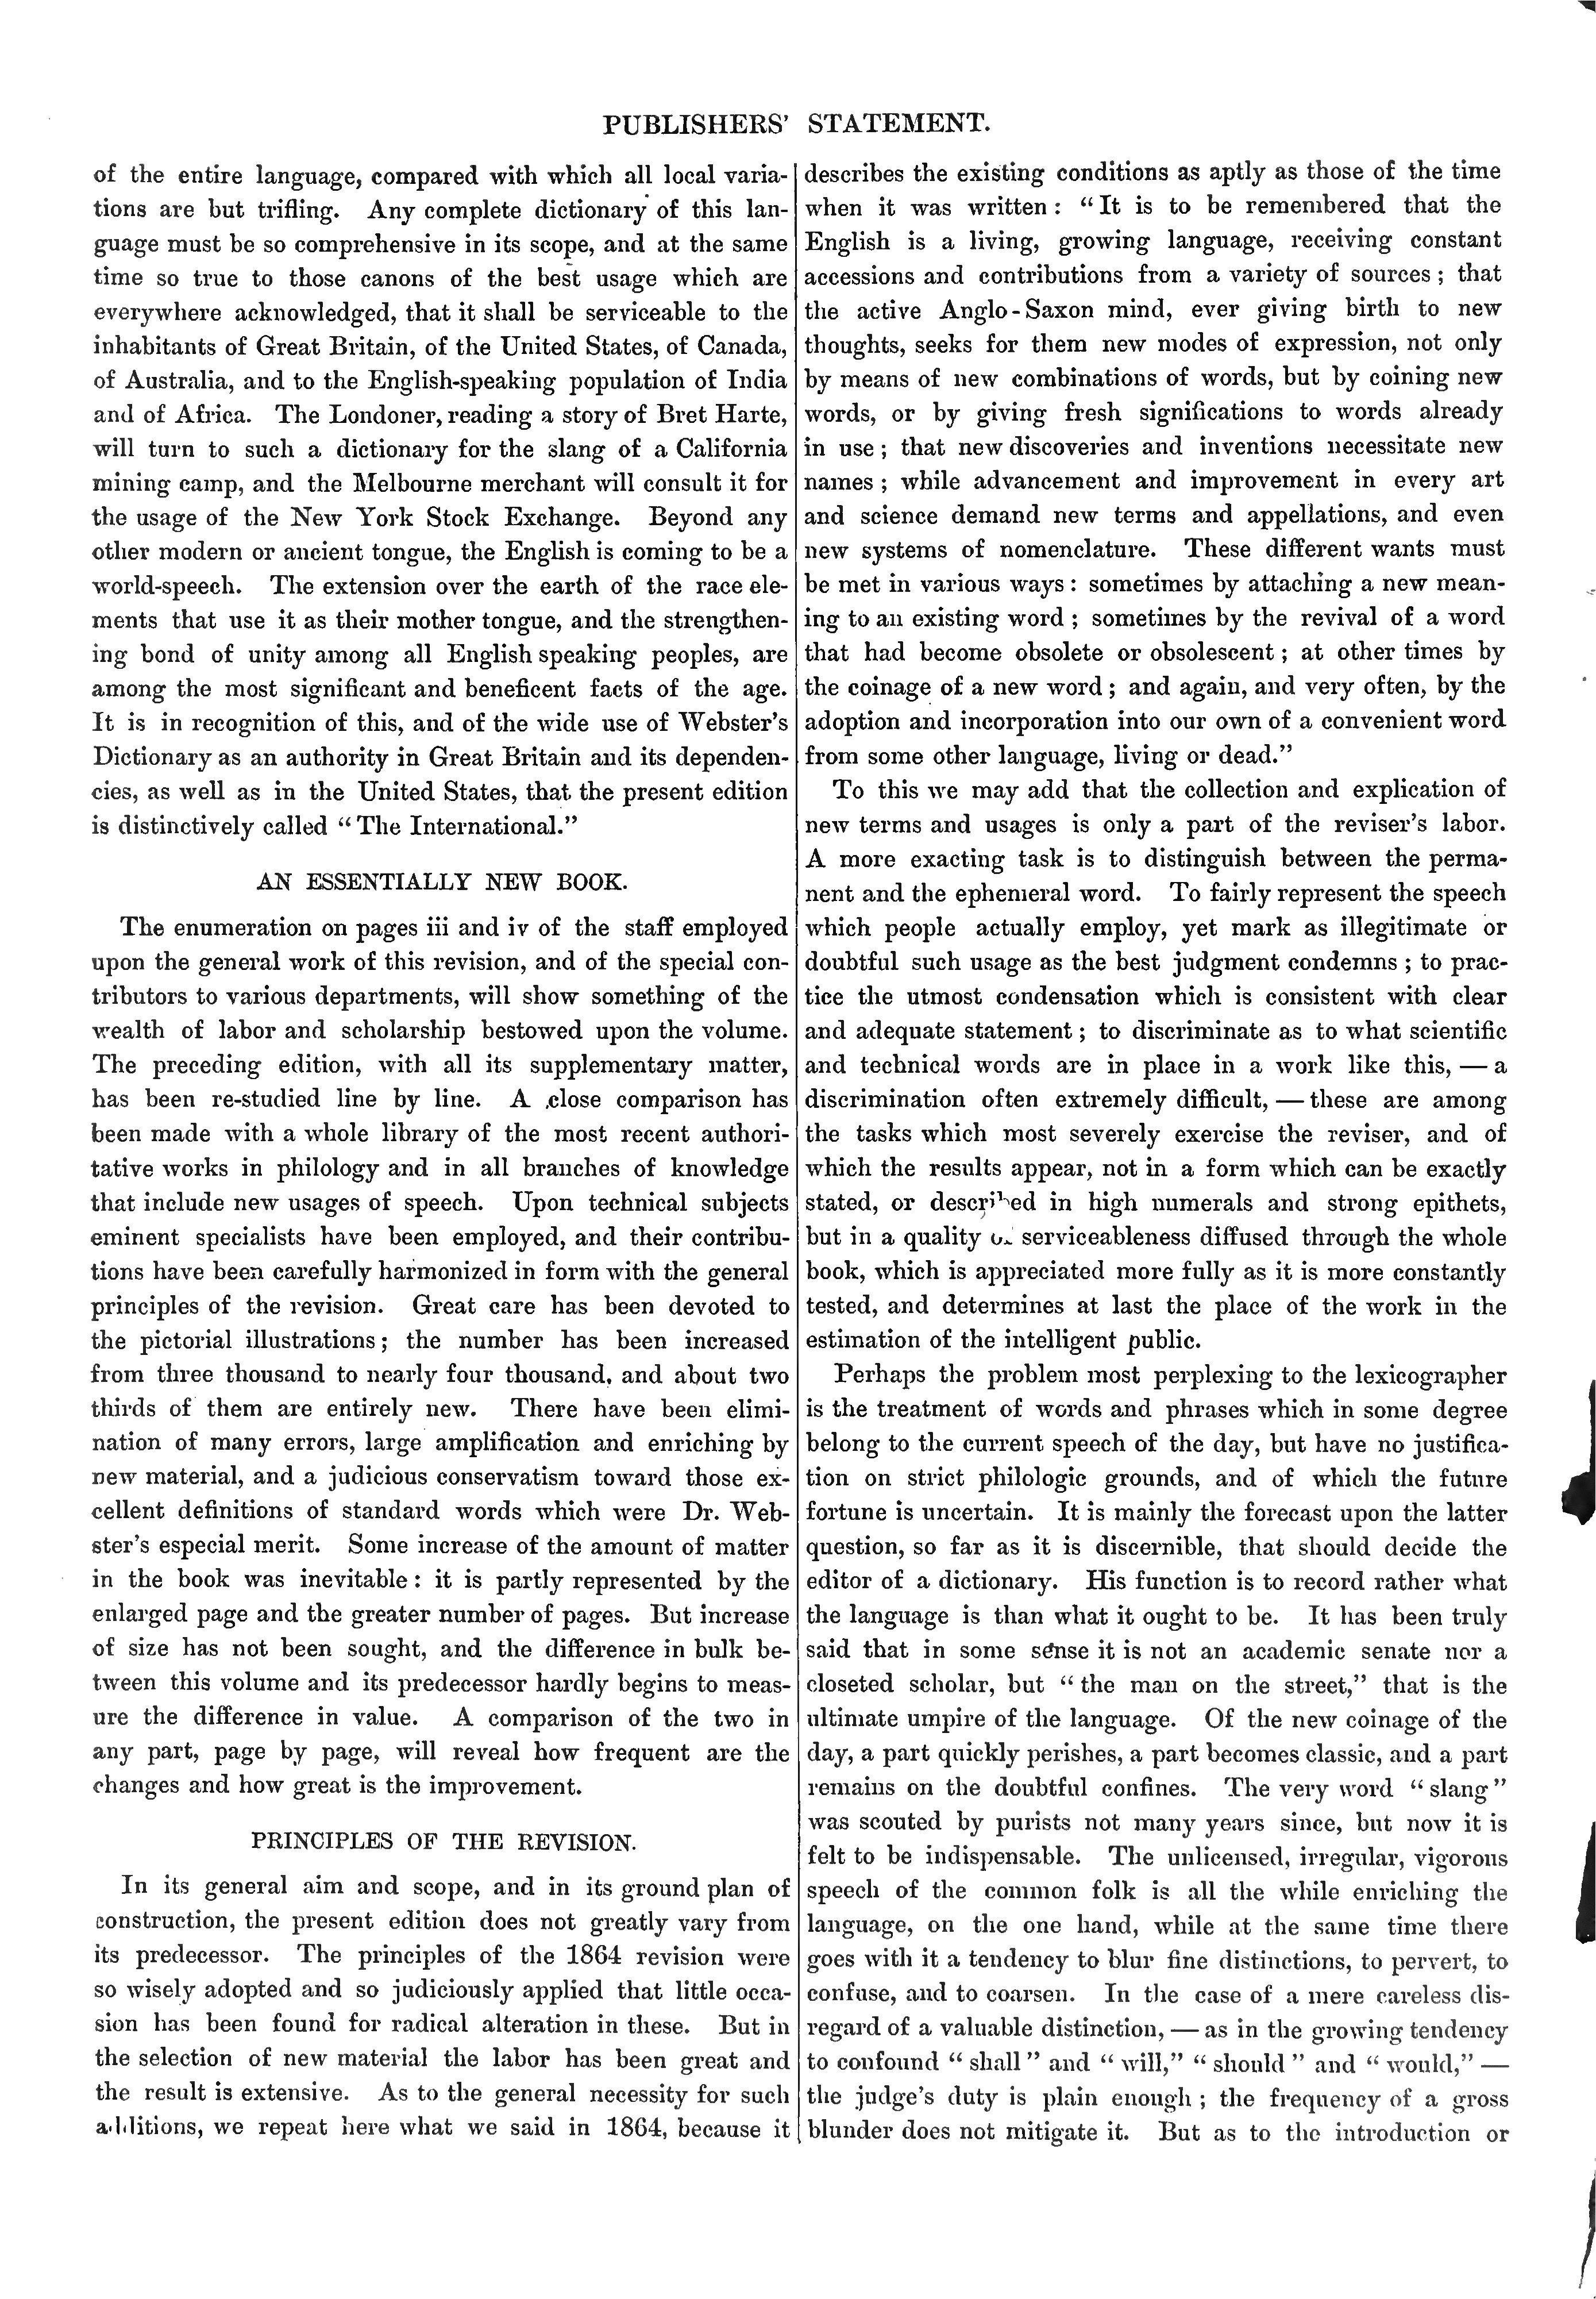 PUBLISHERS' STATEMENT.
of the entire language, compared with which all local varia-
tions are but trifling. Any complete dictionary of this lan-
guage must be so comprehensive in its scope, and at the same
time so true to those canons of the best usage which are
everywhere acknowledged, that it shall be serviceable to the
inhabitants of Great Britain, of the United States, of Canada,
of Australia, and to the English-speaking population of India
and of Africa. The Londoner, reading a story of Bret Harte,
will turn to such a dictionary for the slang of a California
mining camp, and the Melbourne merchant will consult it for
the usage of the New York Stock Exchange. Beyond any
other modern or ancient tongue, the English is coming to be a
world-speech. The extension over the earth of the race ele-
ments that use it as their mother tongue, and the strengthen-
ing bond of unity among all English speaking peoples, are
among the most significant and beneficent facts of the age.
It is in recognition of this, and of the wide use of Webster's
Dictionary as an authority in Great Britain and its dependen-
cies, as well as in the United States, that the present edition
is distinctively called "The International."
AN ESSENTIALLY NEW BOOK.
The enumeration on pages iii and iv of the staff employed
upon the general work of this revision, and of the special con-
tributors to various departments, will show something of the
wealth of labor and scholarship bestowed upon the volume.
The preceding edition, with all its supplementary matter,
has been re-studied line by line. A close comparison has
been made with a whole library of the most recent authori-
tative works in philology and in all branches of knowledge
that include new usages of speech. Upon technical subjects
eminent specialists have been employed, and their contribu-
tions have been carefully harmonized in form with the general
principles of the revision. Great care has been devoted to
the pictorial illustrations; the number has been increased
from three thousand to nearly four thousand, and about two
thirds of them are entirely new. There have been elimi-
nation of many errors, large amplification and enriching by
new material, and a judicious conservatism toward those ex-
cellent definitions of standard words which were Dr. Web-
ster's especial merit. Some increase of the amount of matter
in the book was inevitable: it is partly represented by the
enlarged page and the greater number of pages. But increase
of size has not been sought, and the difference in bulk be-
tween this volume and its predecessor hardly begins to meas-
ure the difference in value. A comparison of the two in
any part, page by page, will reveal how frequent are the
changes and how great is the improvement.
PRINCIPLES OF THE REVISION.
In its general aim and scope, and in its ground plan of
construction, the present edition does not greatly vary from
its predecessor. The principles of the 1864 revision were
so wisely adopted and so judiciously applied that little occa-
sion has been found for radical alteration in these. But in
the selection of new material the labor has been great and
the result is extensive. As to the general necessity for such
additions, we repeat here what we said in 1864, because it
describes the existing conditions as aptly as those of the time
when it was written: "It is to be remembered that the
English is a living, growing language, receiving constant
accessions and contributions from a variety of sources; that
the active Anglo-Saxon mind, ever giving birth to new
thoughts, seeks for them new modes of expression, not only
by means of new combinations of words, but by coining new
words, or by giving fresh significations to words already
in use; that new discoveries and inventions necessitate new
names; while advancement and improvement in every art
and science demand new terms and appellations, and even
new systems of nomenclature. These different wants must
be met in various ways: sometimes by attaching a new mean-
ing to an existing word; sometimes by the revival of a word
that had become obsolete or obsolescent; at other times by
the coinage of a new word; and again, and very often, by the
adoption and incorporation into our own of a convenient word
from some other language, living or dead."
To this we may add that the collection and explication of
new terms and usages is only a part of the reviser's labor.
A more exacting task is to distinguish between the perma-
nent and the ephemeral word. To fairly represent the speech
which people actually employ, yet mark as illegitimate or
doubtful such usage as the best judgment condemns; to prac-
tice the utmost condensation which is consistent with clear
and adequate statement; to discriminate as to what scientific
and technical words are in place in a work like this, — a
discrimination often extremely difficult, — these are among
the tasks which most severely exercise the reviser, and of
which the results appear, not in a form which can be exactly
stated, or described in high numerals and strong epithets,
but in a quality of serviceableness diffused through the whole
book, which is appreciated more fully as it is more constantly
tested, and determines at last the place of the work in the
estimation of the intelligent public.
Perhaps the problem most perplexing to the lexicographer
is the treatment of words and phrases which in some degree
belong to the current speech of the day, but have no justifica-
tion on strict philologic grounds, and of which the future
fortune is uncertain. It is mainly the forecast upon the latter
question, so far as it is discernible, that should decide the
editor of a dictionary. His function is to record rather what
the language is than what it ought to be. It has been truly
said that in some sense it is not an academic senate nor a
closeted scholar, but "the man on the street," that is the
ultimate umpire of the language. Of the new coinage of the
day, a part quickly perishes, a part becomes classic, and a part
remains on the doubtful confines. The very word "slang"
was scouted by purists not many years since, but now it is
felt to be indispensable. The unlicensed, irregular, vigorous
speech of the common folk is all the while enriching the
language, on the one hand, while at the same time there
goes with it a tendency to blur fine distinctions, to pervert, to
confuse, and to coarsen. In the case of a mere careless dis-
regard of a valuable distinction, — as in the growing tendency
to confound "shall" and "will," "should" and "would," —
the judge's duty is plain enough; the frequency of a gross
blunder does not mitigate it. But as to the introduction or